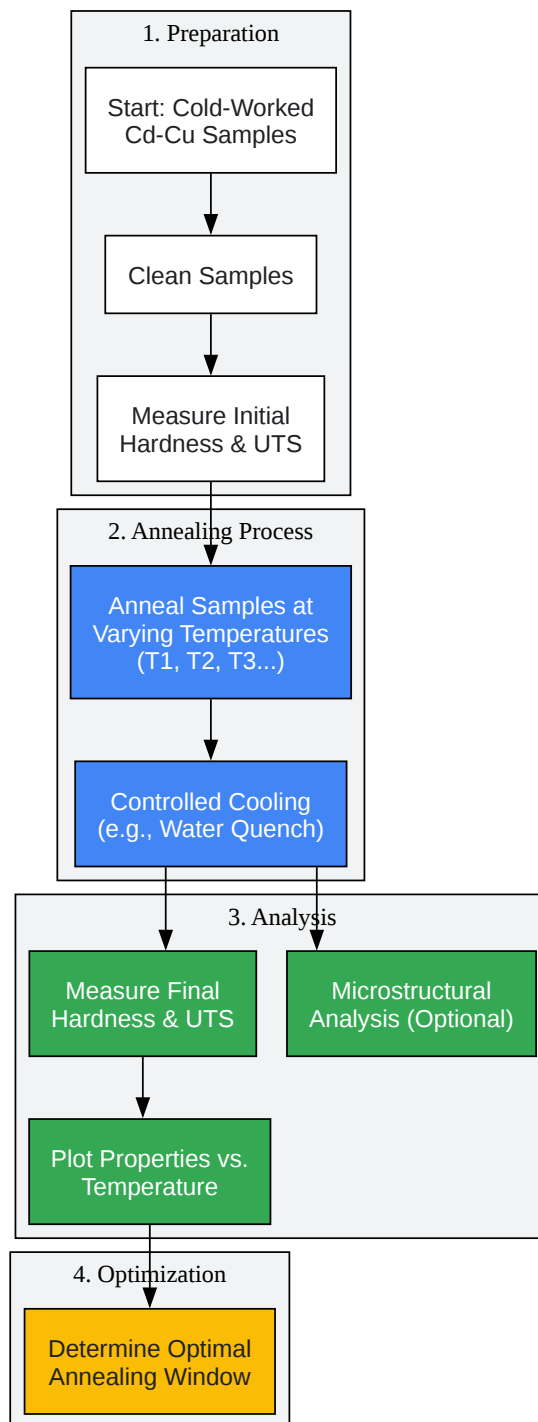 1. Preparation
Start: Cold-Worked
Cd-Cu Samples
Clean Samples
Measure Initial
Hardness & UTS
2. Annealing Process
Anneal Samples at
Varying Temperatures
(T1, T2, T3...)
Controlled Cooling
(e.g., Water Quench)
3. Analysis
Measure Final
Hardness & UTS
Microstructural
Analysis (Optional)
Plot Properties vs.
Temperature
4. Optimization
Determine Optimal
Annealing Window